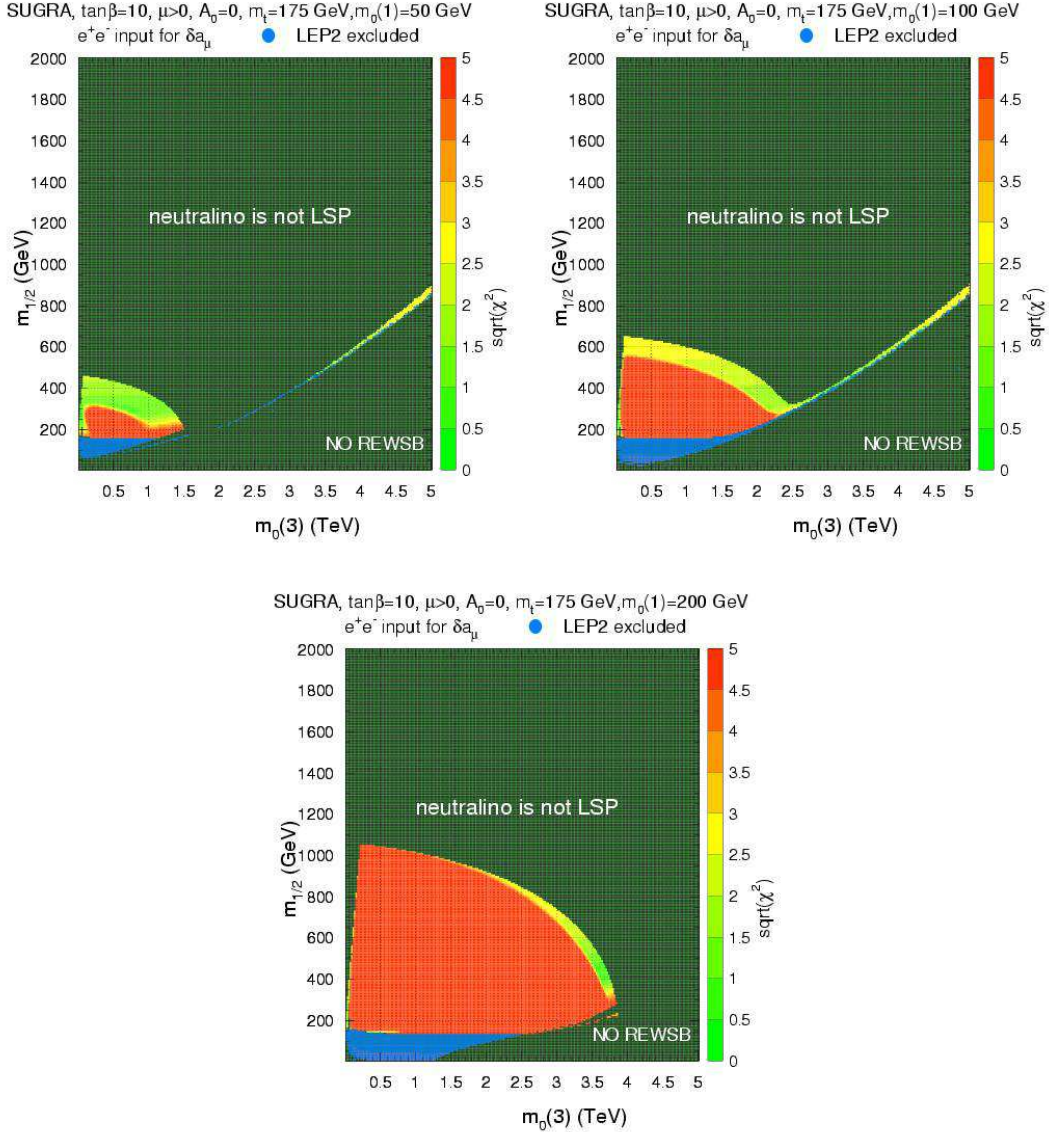 SUGRA, tanβ=10, μ>0, A₀=0, mₜ=175 GeV,m₀(1)=50 GeV
e⁺e⁻ input for δaμ LEP2 excluded
2000
1800
1600
1400
1200
1000
800
600
400
200
m1/2 (GeV)
neutralino is not LSP
NO REWSB
0.5 1 1.5 2 2.5 3 3.5 4 4.5 5
m₀(3) (TeV)
5
4.5
4
3.5
3
2.5
2
1.5
1
0.5
0
sqrt(χ²)
SUGRA, tanβ=10, μ>0, A₀=0, mₜ=175 GeV,m₀(1)=100 GeV
e⁺e⁻ input for δaμ LEP2 excluded
2000
1800
1600
1400
1200
1000
800
600
400
200
m1/2 (GeV)
neutralino is not LSP
NO REWSB
0.5 1 1.5 2 2.5 3 3.5 4 4.5 5
m₀(3) (TeV)
5
4.5
4
3.5
3
2.5
2
1.5
1
0.5
0
sqrt(χ²)
SUGRA, tanβ=10, μ>0, A₀=0, mₜ=175 GeV,m₀(1)=200 GeV
e⁺e⁻ input for δaμ LEP2 excluded
2000
1800
1600
1400
1200
1000
800
600
400
200
m1/2 (GeV)
neutralino is not LSP
NO REWSB
0.5 1 1.5 2 2.5 3 3.5 4 4.5 5
m₀(3) (TeV)
5
4.5
4
3.5
3
2.5
2
1.5
1
0.5
0
sqrt(χ²)